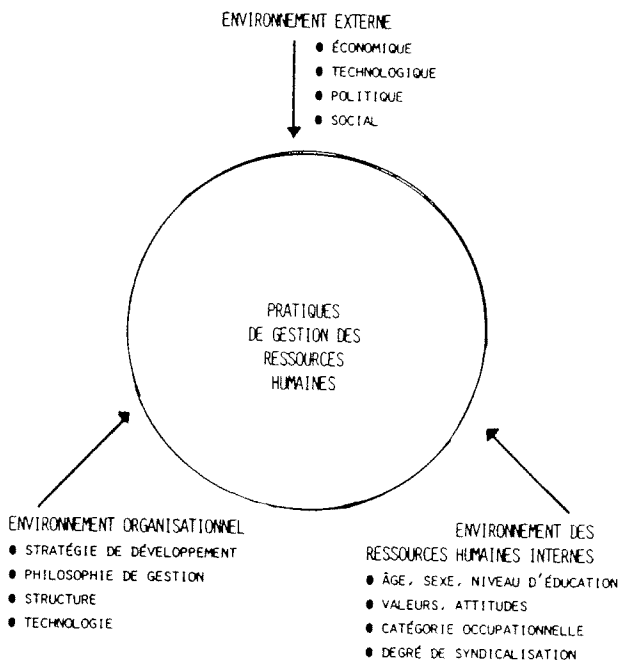 ENVIRONNEMENT EXTERNE
● ÉCONOMIQUE
● TECHNOLOGIQUE
● POLITIQUE
● SOCIAL
PRATIQUES
DE GESTION DES
RESSOURCES
HUMAINES
ENVIRONNEMENT ORGANISATIONNEL
● STRATÉGIE DE DÉVELOPPEMENT
● PHILOSOPHIE DE GESTION
● STRUCTURE
● TECHNOLOGIE
ENVIRONNEMENT DES
RESSOURCES HUMAINES INTERNES
● ÂGE, SEXE, NIVEAU D'ÉDUCATION
● VALEURS, ATTITUDES
● CATÉGORIE OCCUPATIONNELLE
● DEGRÉ DE SYNDICALISATION